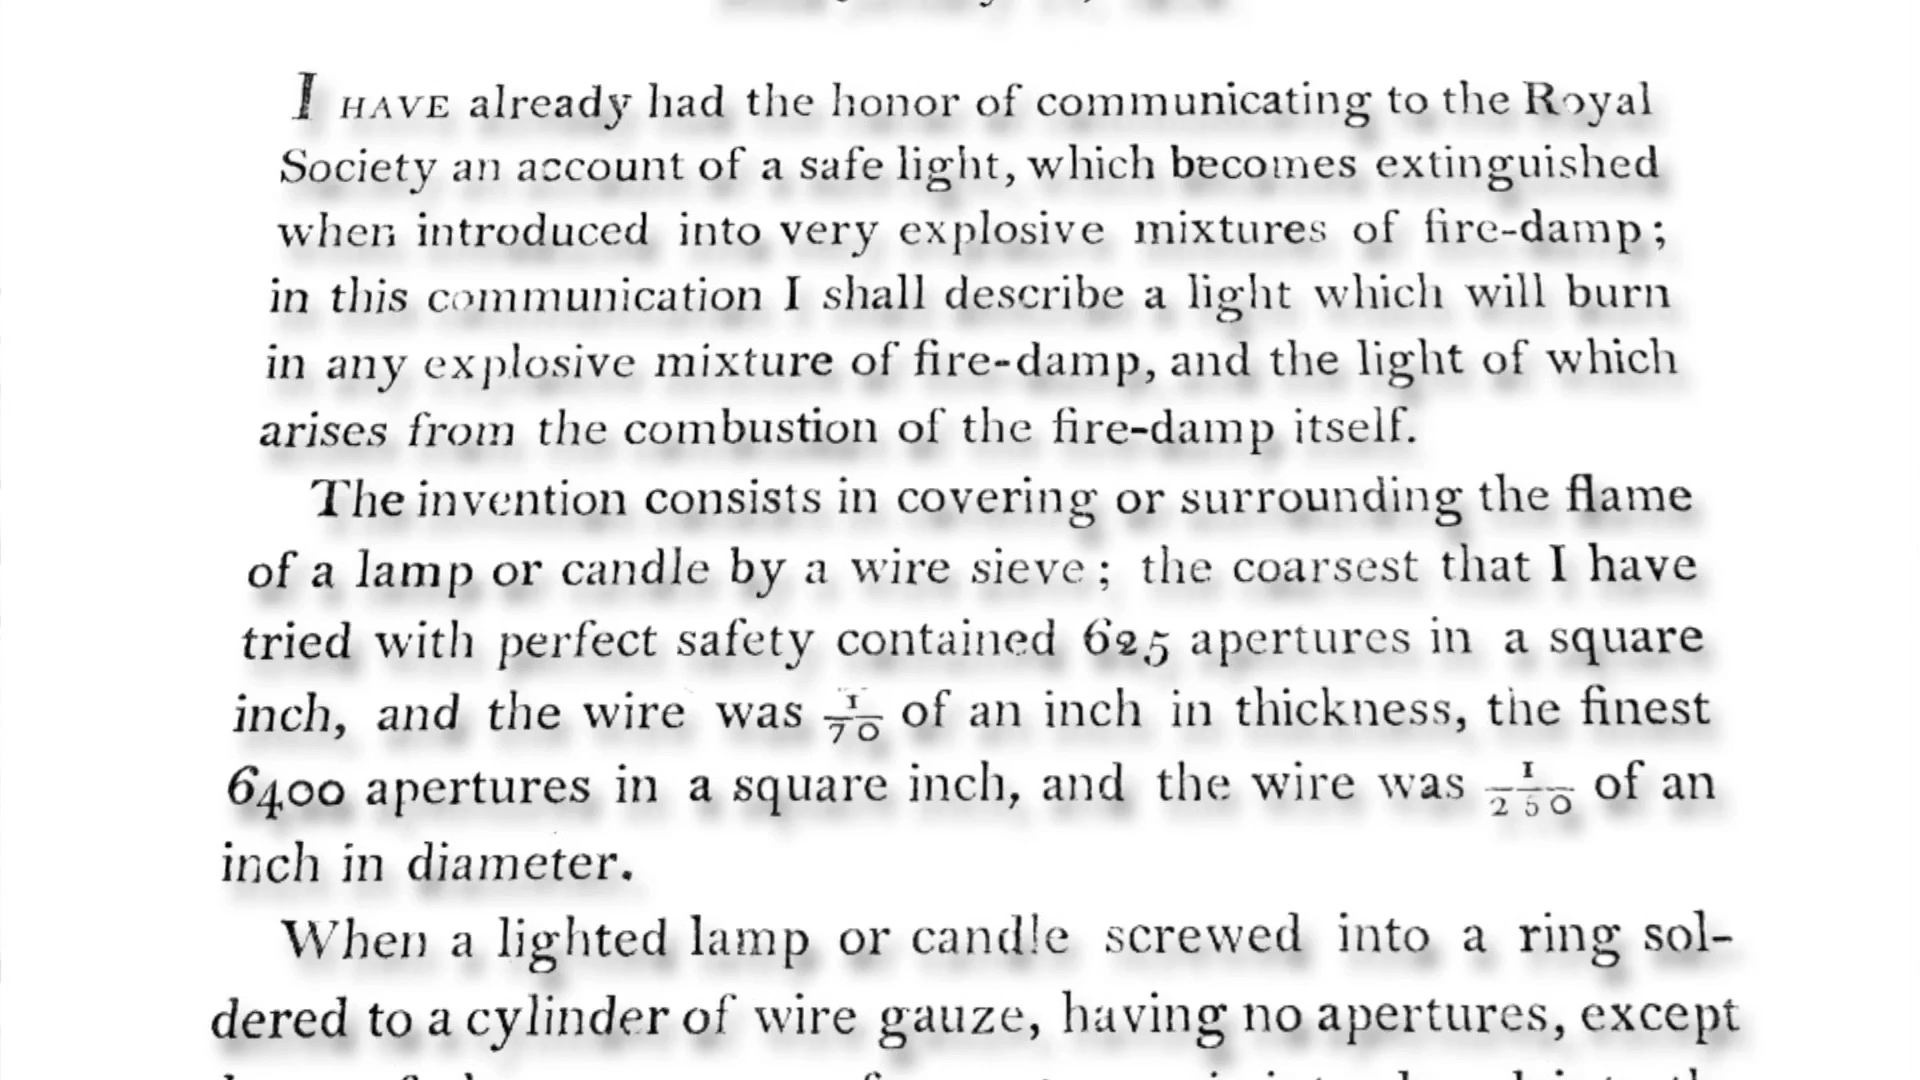 I HAVE already had the honor of communicating to the Royal
Society an account of a safe light, which becomes extinguished
when introduced into very explosive mixtures of fire-damp;
in this communication I shall describe a light which will burn
in any explosive mixture of fire-damp, and the light of which
arises from the combustion of the fire-damp itself.
The invention consists in covering or surrounding the flame
of a lamp or candle by a wire sieve; the coarsest that I have
tried with perfect safety contained 625 apertures in a square
inch, and the wire was 1/70 of an inch in thickness, the finest
6400 apertures in a square inch, and the wire was 1/250 of an
inch in diameter.
When a lighted lamp or candle screwed into a ring sol-
dered to a cylinder of wire gauze, having no apertures, except